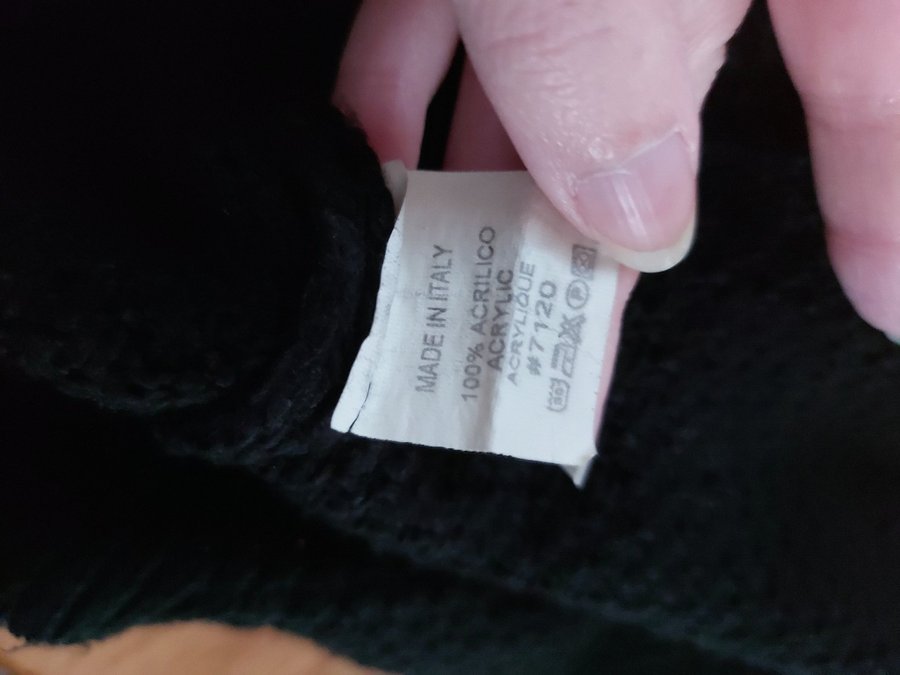 MADE IN ITALY
100% ACRILICO
ACRYLIC
ACRYLIQUE
#7120